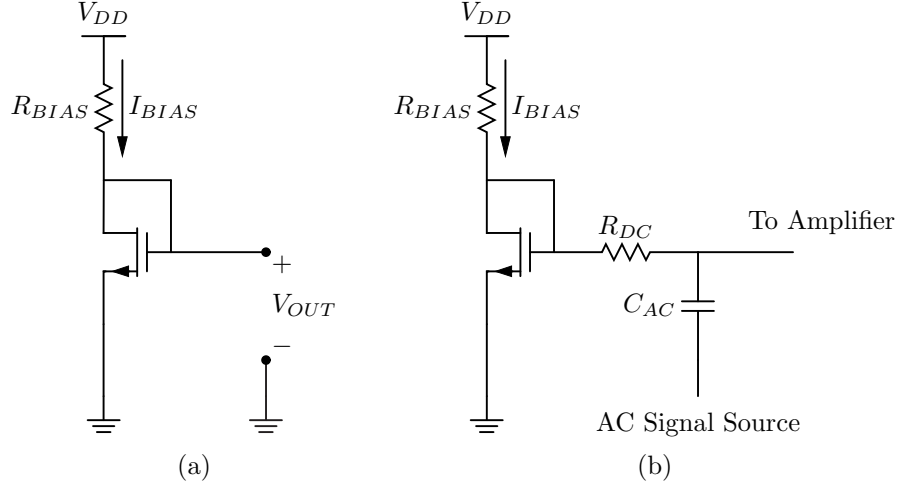 V_DD
R_BIAS I_BIAS
+
V_OUT
−
(a)
V_DD
R_BIAS I_BIAS
R_DC
To Amplifier
C_AC
AC Signal Source
(b)